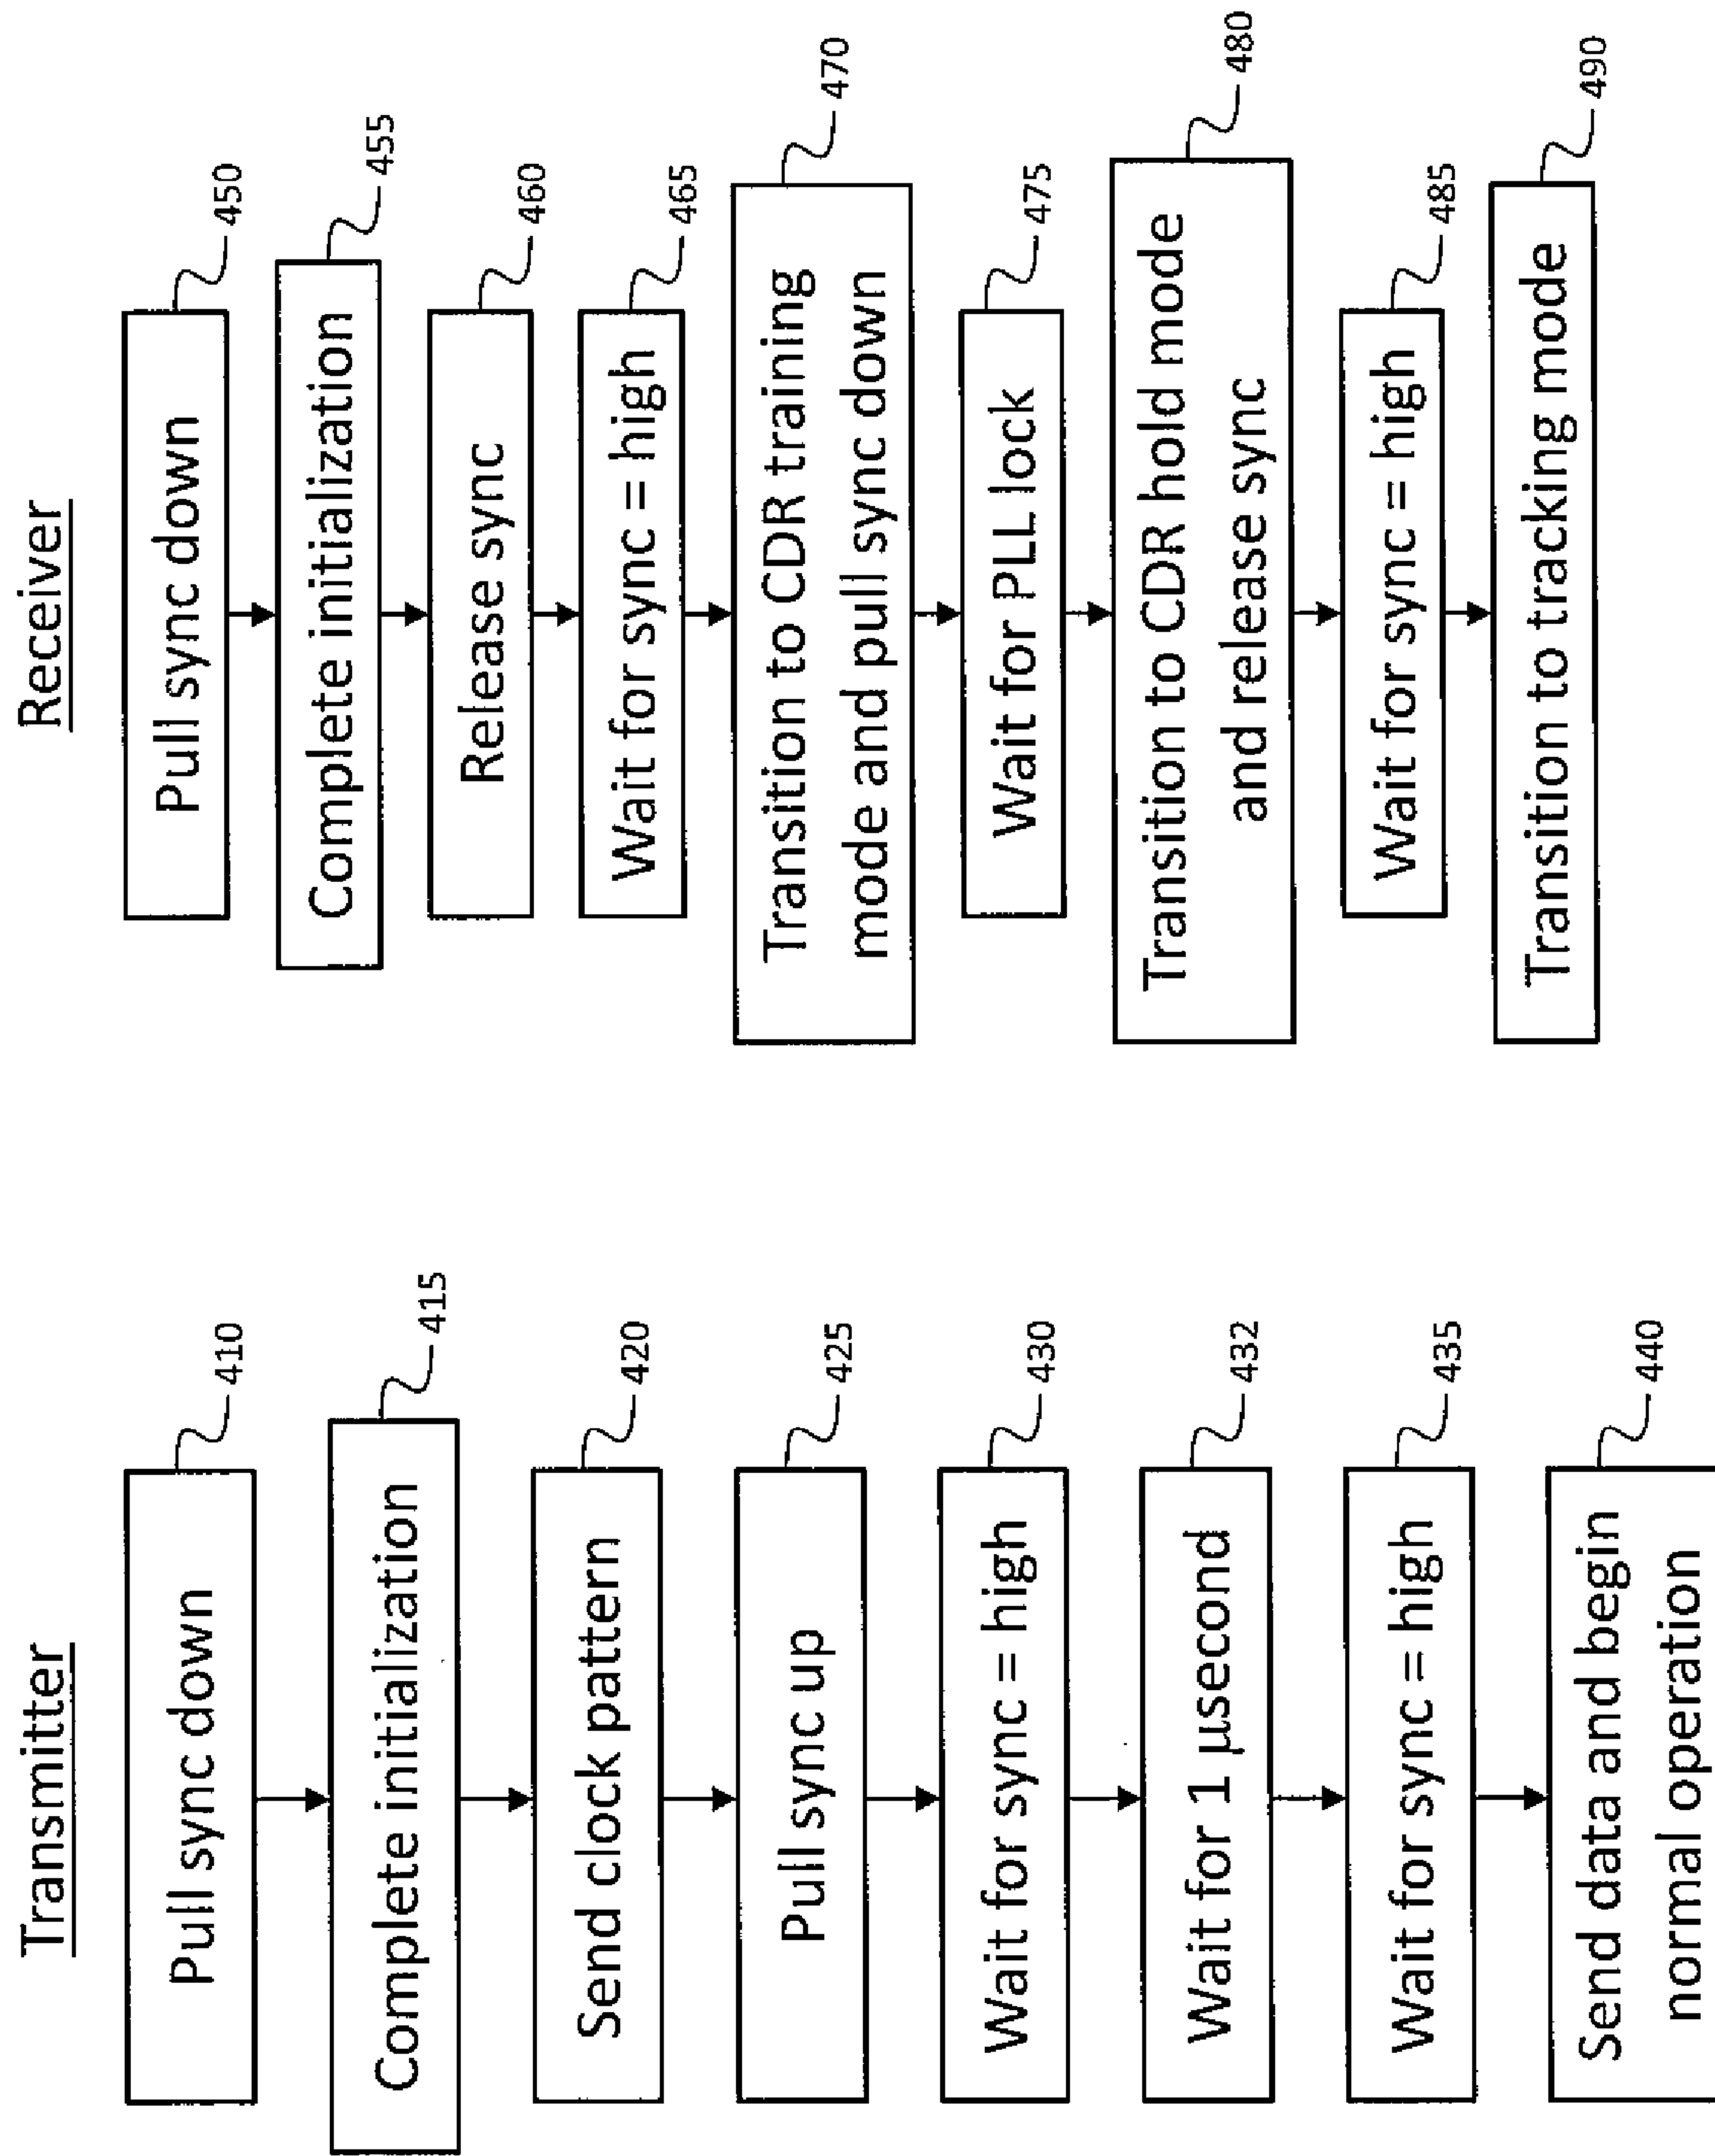 Transmitter
Pull sync down
410
Complete initialization
415
Send clock pattern
420
Pull sync up
425
Wait for sync = high
430
Wait for 1 μsecond
432
Wait for sync = high
435
Send data and begin
normal operation
440
Receiver
Pull sync down
450
Complete initialization
455
Release sync
460
Wait for sync = high
465
Transition to CDR training
mode and pull sync down
470
Wait for PLL lock
475
Transition to CDR hold mode
and release sync
480
Wait for sync = high
485
Transition to tracking mode
490